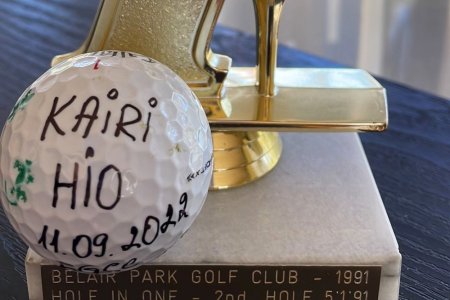 KAiRi
HiO
11.09.2022
BELAIR PARK GOLF CLUB - 1991
HOLE IN ONE - 2nd HOLE 5'1'91